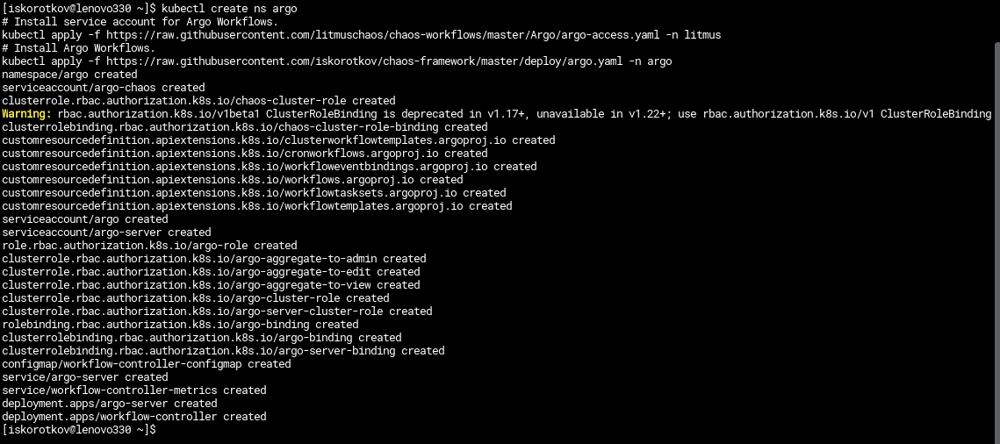 [iskorotkov@lenovo330 ~]$ kubectl create ns argo
# Install service account for Argo Workflows.
kubectl apply -f https://raw.githubusercontent.com/litmuschaos/chaos-workflows/master/Argo/argo-access.yaml -n litmus
# Install Argo Workflows.
kubectl apply -f https://raw.githubusercontent.com/iskorotkov/chaos-framework/master/deploy/argo.yaml -n argo
namespace/argo created
serviceaccount/argo-chaos created
clusterrole.rbac.authorization.k8s.io/chaos-cluster-role created
Warning: rbac.authorization.k8s.io/v1beta1 ClusterRoleBinding is deprecated in v1.17+, unavailable in v1.22+; use rbac.authorization.k8s.io/v1 ClusterRoleBinding
clusterrolebinding.rbac.authorization.k8s.io/chaos-cluster-role-binding created
customresourcedefinition.apiextensions.k8s.io/clusterworkflowtemplates.argoproj.io created
customresourcedefinition.apiextensions.k8s.io/cronworkflows.argoproj.io created
customresourcedefinition.apiextensions.k8s.io/workfloweventbindings.argoproj.io created
customresourcedefinition.apiextensions.k8s.io/workflows.argoproj.io created
customresourcedefinition.apiextensions.k8s.io/workflowtasksets.argoproj.io created
customresourcedefinition.apiextensions.k8s.io/workflowtemplates.argoproj.io created
serviceaccount/argo created
serviceaccount/argo-server created
role.rbac.authorization.k8s.io/argo-role created
clusterrole.rbac.authorization.k8s.io/argo-aggregate-to-admin created
clusterrole.rbac.authorization.k8s.io/argo-aggregate-to-edit created
clusterrole.rbac.authorization.k8s.io/argo-aggregate-to-view created
clusterrole.rbac.authorization.k8s.io/argo-cluster-role created
clusterrole.rbac.authorization.k8s.io/argo-server-cluster-role created
rolebinding.rbac.authorization.k8s.io/argo-binding created
clusterrolebinding.rbac.authorization.k8s.io/argo-binding created
clusterrolebinding.rbac.authorization.k8s.io/argo-server-binding created
configmap/workflow-controller-configmap created
service/argo-server created
service/workflow-controller-metrics created
deployment.apps/argo-server created
deployment.apps/workflow-controller created
[iskorotkov@lenovo330 ~]$